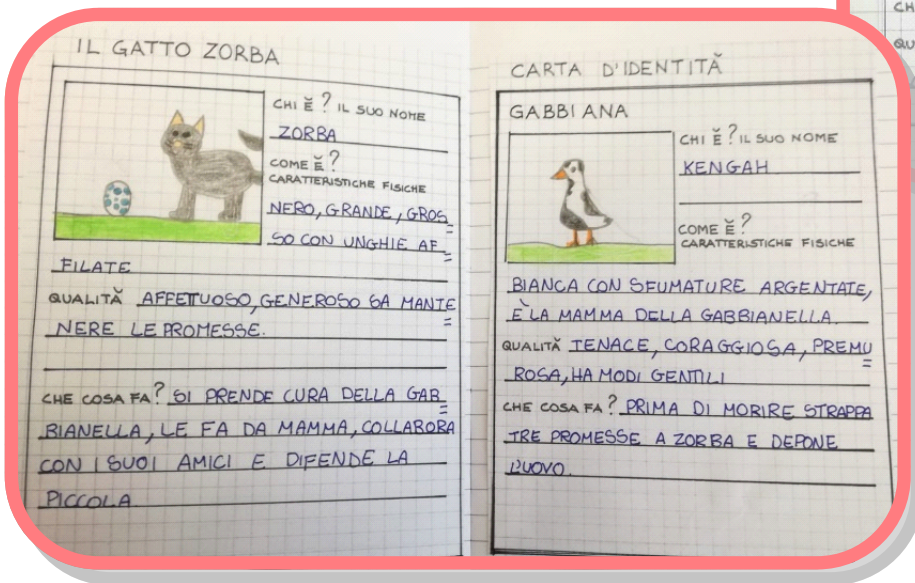 IL GATTO ZORBA
CHI È? IL SUO NOME
ZORBA
COME È?
CARATTERISTICHE FISICHE
NERO, GRANDE, GROS
SO CON UNGHIE AF
FILATE
QUALITÀ AFFETTUOSO, GENEROSO SA MANTE
NERE LE PROMESSE.
CHE COSA FA? SI PRENDE CURA DELLA GAB
BIANELLA, LE FA DA MAMMA, COLLABORA
CON I SUOI AMICI E DIFENDE LA
PICCOLA
CARTA D'IDENTITÀ
GABBIANA
CHI È? IL SUO NOME
KENGAH
COME È?
CARATTERISTICHE FISICHE
BIANCA CON SFUMATURE ARGENTATE,
È LA MAMMA DELLA GABBIANELLA.
QUALITÀ TENACE, CORAGGIOSA, PREMU
ROSA, HA MODI GENTILI
CHE COSA FA? PRIMA DI MORIRE STRAPPA
TRE PROMESSE A ZORBA E DEPONE
L'UOVO.
CH
QU